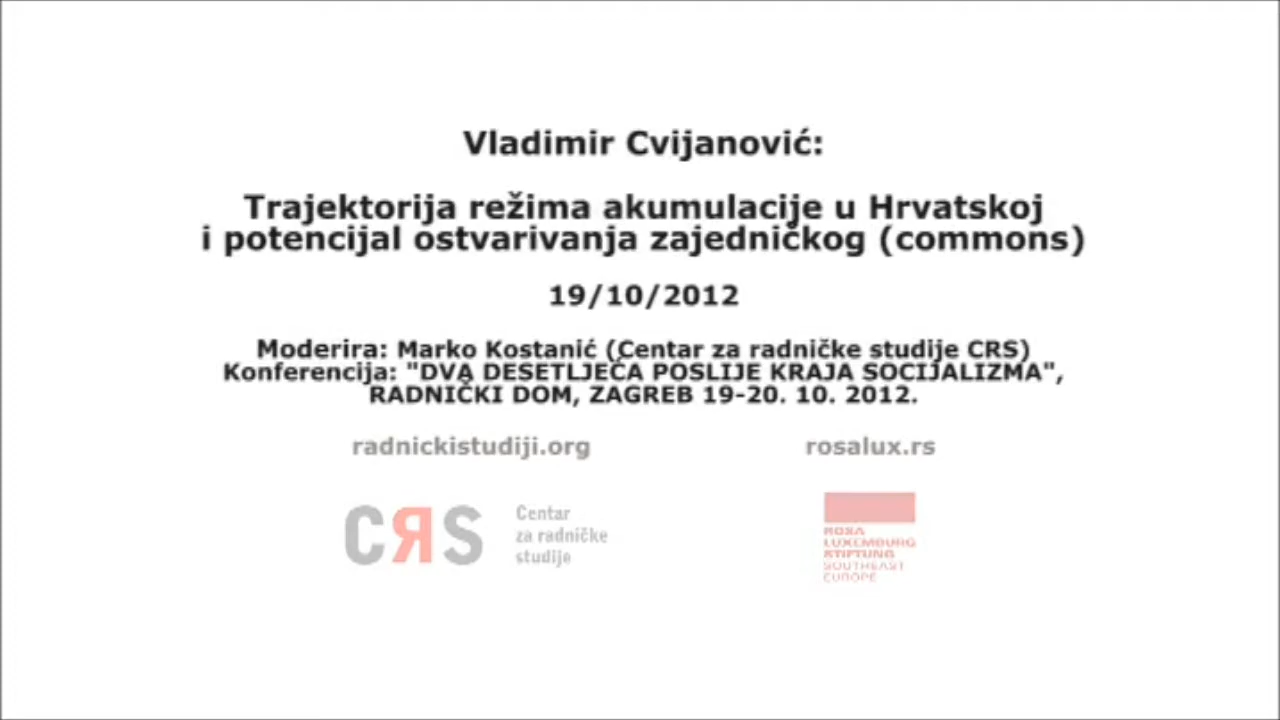 Vladimir Cvijanović:
Trajektorija režima akumulacije u Hrvatskoj
i potencijal ostvarivanja zajedničkog (commons)
19/10/2012
Moderira: Marko Kostanić (Centar za radničke studije CRS)
Konferencija: "DVA DESETLJEĆA POSLIJE KRAJA SOCIJALIZMA",
RADNIČKI DOM, ZAGREB 19-20. 10. 2012.
radnickistudiji.org
rosalux.rs
CЯS
Centar
za radničke
studije
ROSA
LUXEMBURG
STIFTUNG
SOUTHEAST
EUROPE